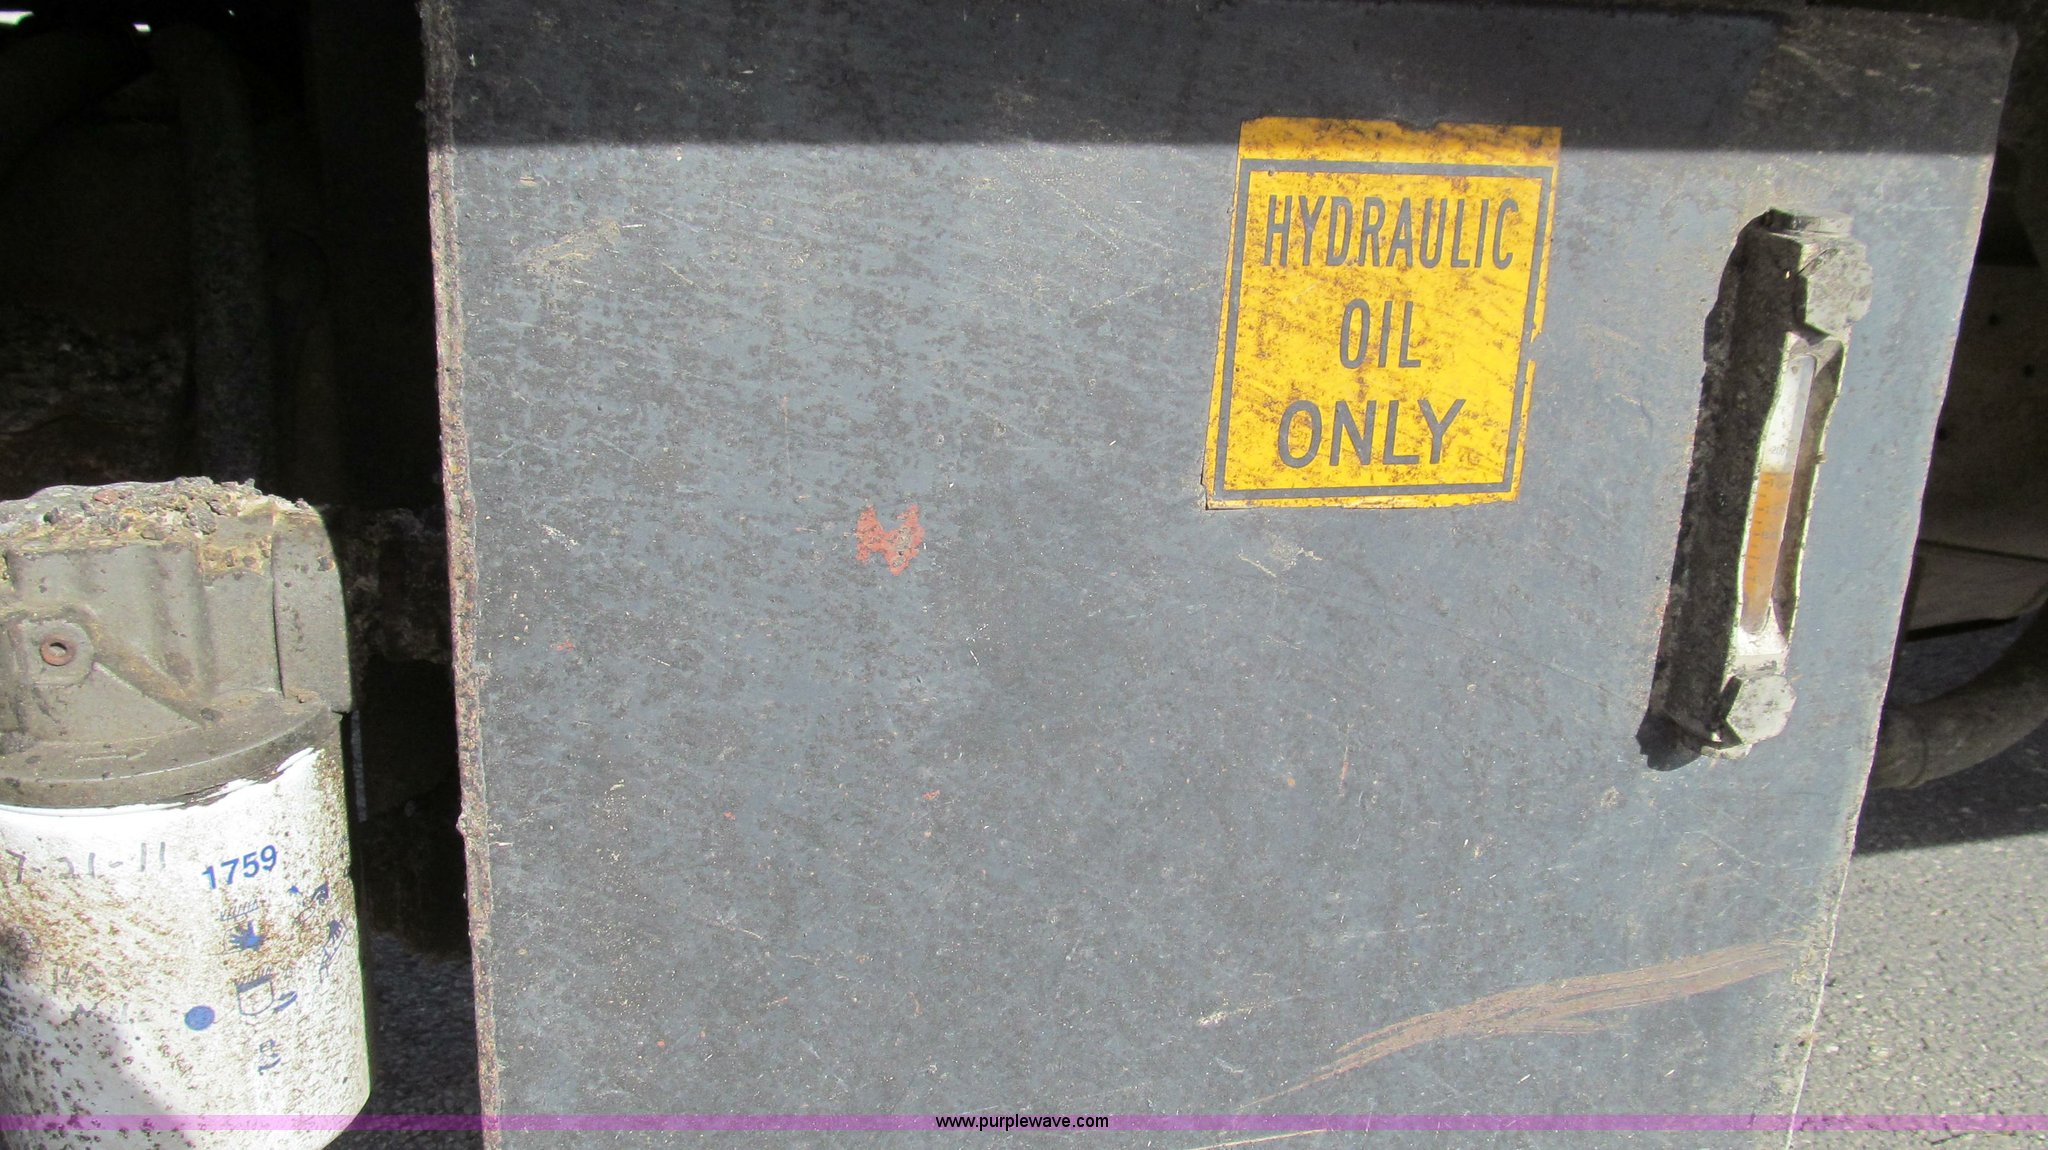 HYDRAULIC
OIL
ONLY
7-21-11
1759
www.purplewave.com